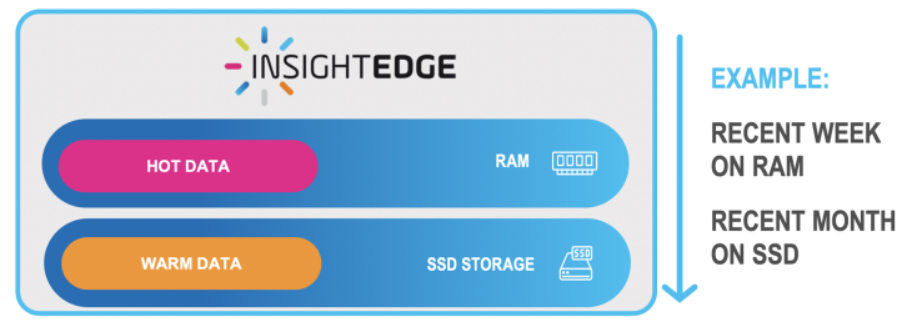 INSIGHTEDGE
HOT DATA
RAM
WARM DATA
SSD STORAGE
SSD
EXAMPLE:
RECENT WEEK
ON RAM
RECENT MONTH
ON SSD